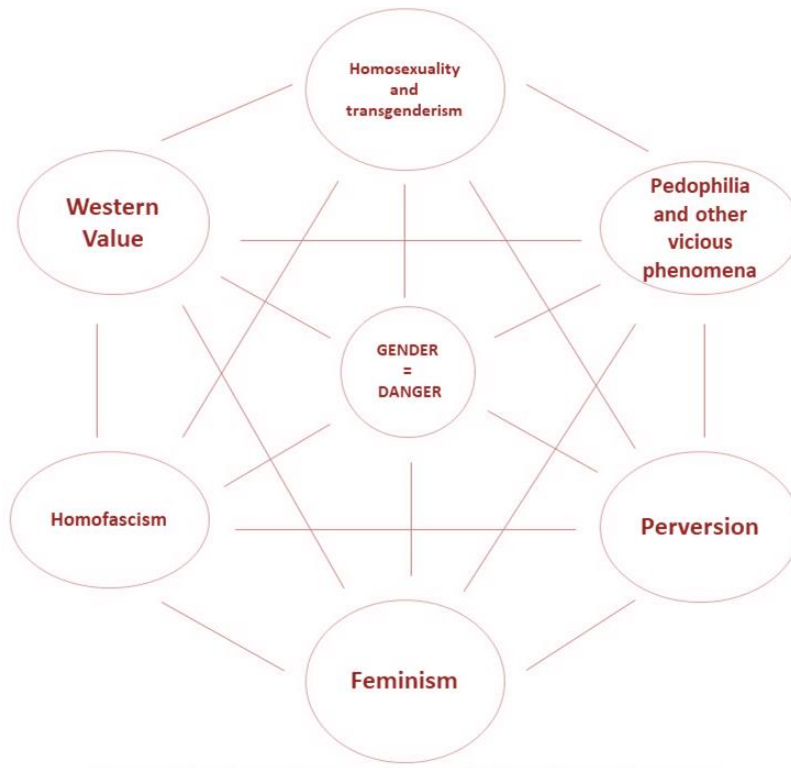 Homosexuality
and
transgenderism
Western
Value
Pedophilia
and other
vicious
phenomena
GENDER
=
DANGER
Homofascism
Perversion
Feminism